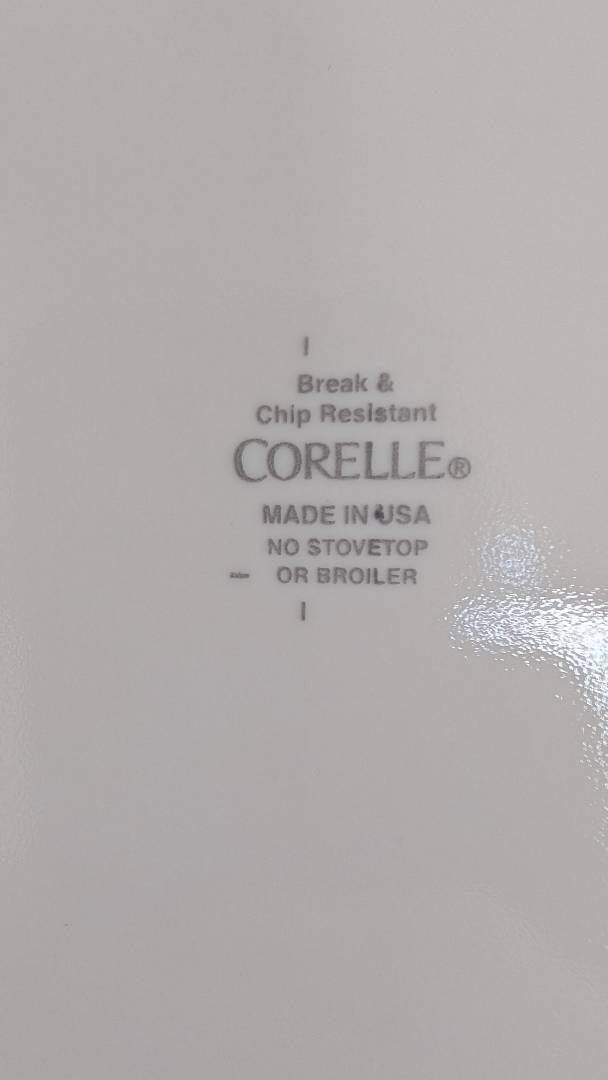 Break &
Chip Resistant
CORELLE®
MADE IN USA
NO STOVETOP
OR BROILER